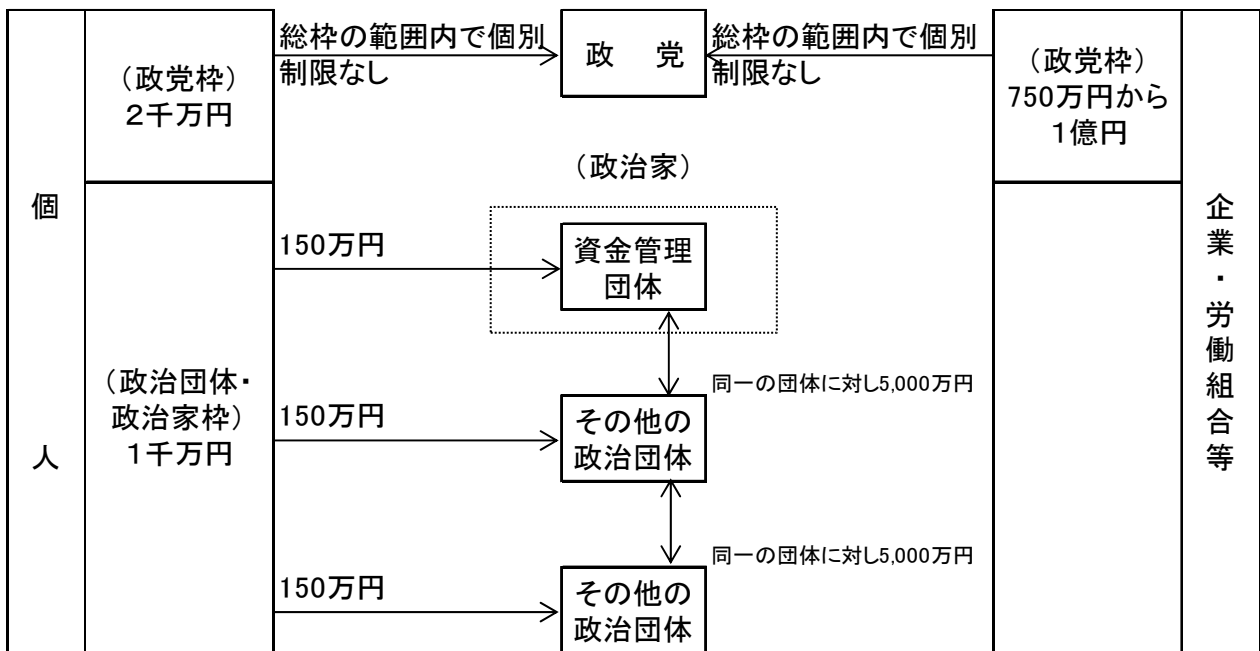 個
人
（政党枠）
２千万円
総枠の範囲内で個別
制限なし
政　党
総枠の範囲内で個別
制限なし
（政党枠）
750万円から
１億円
企業・労働組合等
（政治家）
（政治団体・
政治家枠）
１千万円
150万円
資金管理
団体
同一の団体に対し5,000万円
150万円
その他の
政治団体
同一の団体に対し5,000万円
150万円
その他の
政治団体